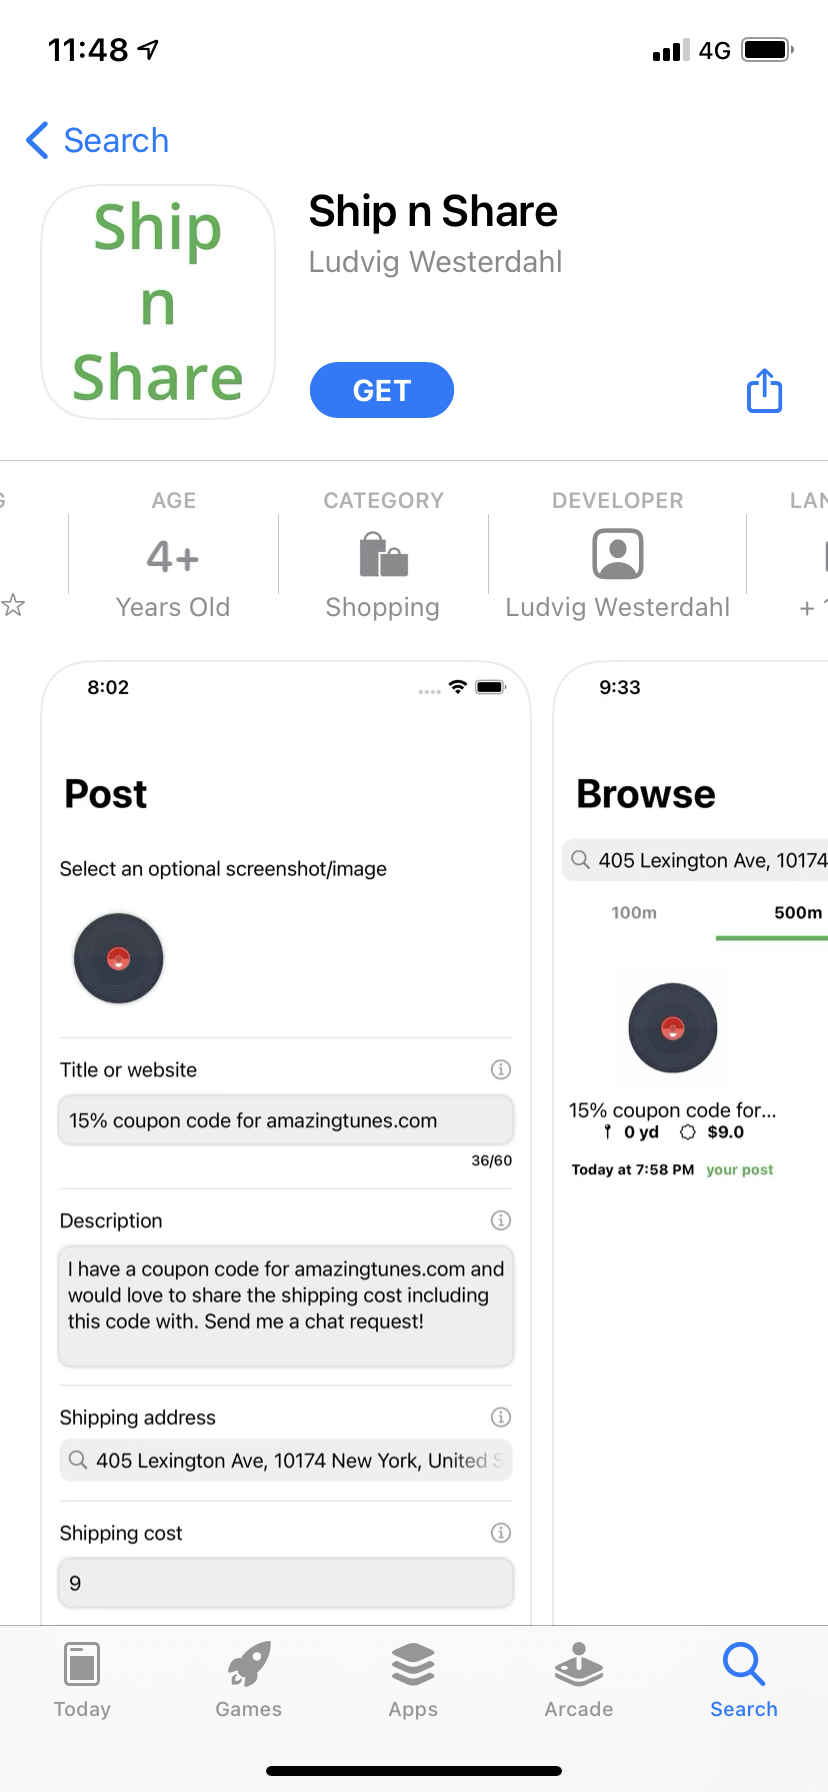 11:48
4G
Search
Ship
n
Share
Ship n Share
Ludvig Westerdahl
GET
AGE
4+
Years Old
CATEGORY
Shopping
DEVELOPER
Ludvig Westerdahl
8:02
Post
Select an optional screenshot/image
Title or website
15% coupon code for amazingtunes.com
36/60
Description
I have a coupon code for amazingtunes.com and
would love to share the shipping cost including
this code with. Send me a chat request!
Shipping address
405 Lexington Ave, 10174 New York, United
Shipping cost
9
9:33
Browse
405 Lexington Ave, 10174
100m
500m
15% coupon code for...
0 yd
$9.0
Today at 7:58 PM your post
Today
Games
Apps
Arcade
Search